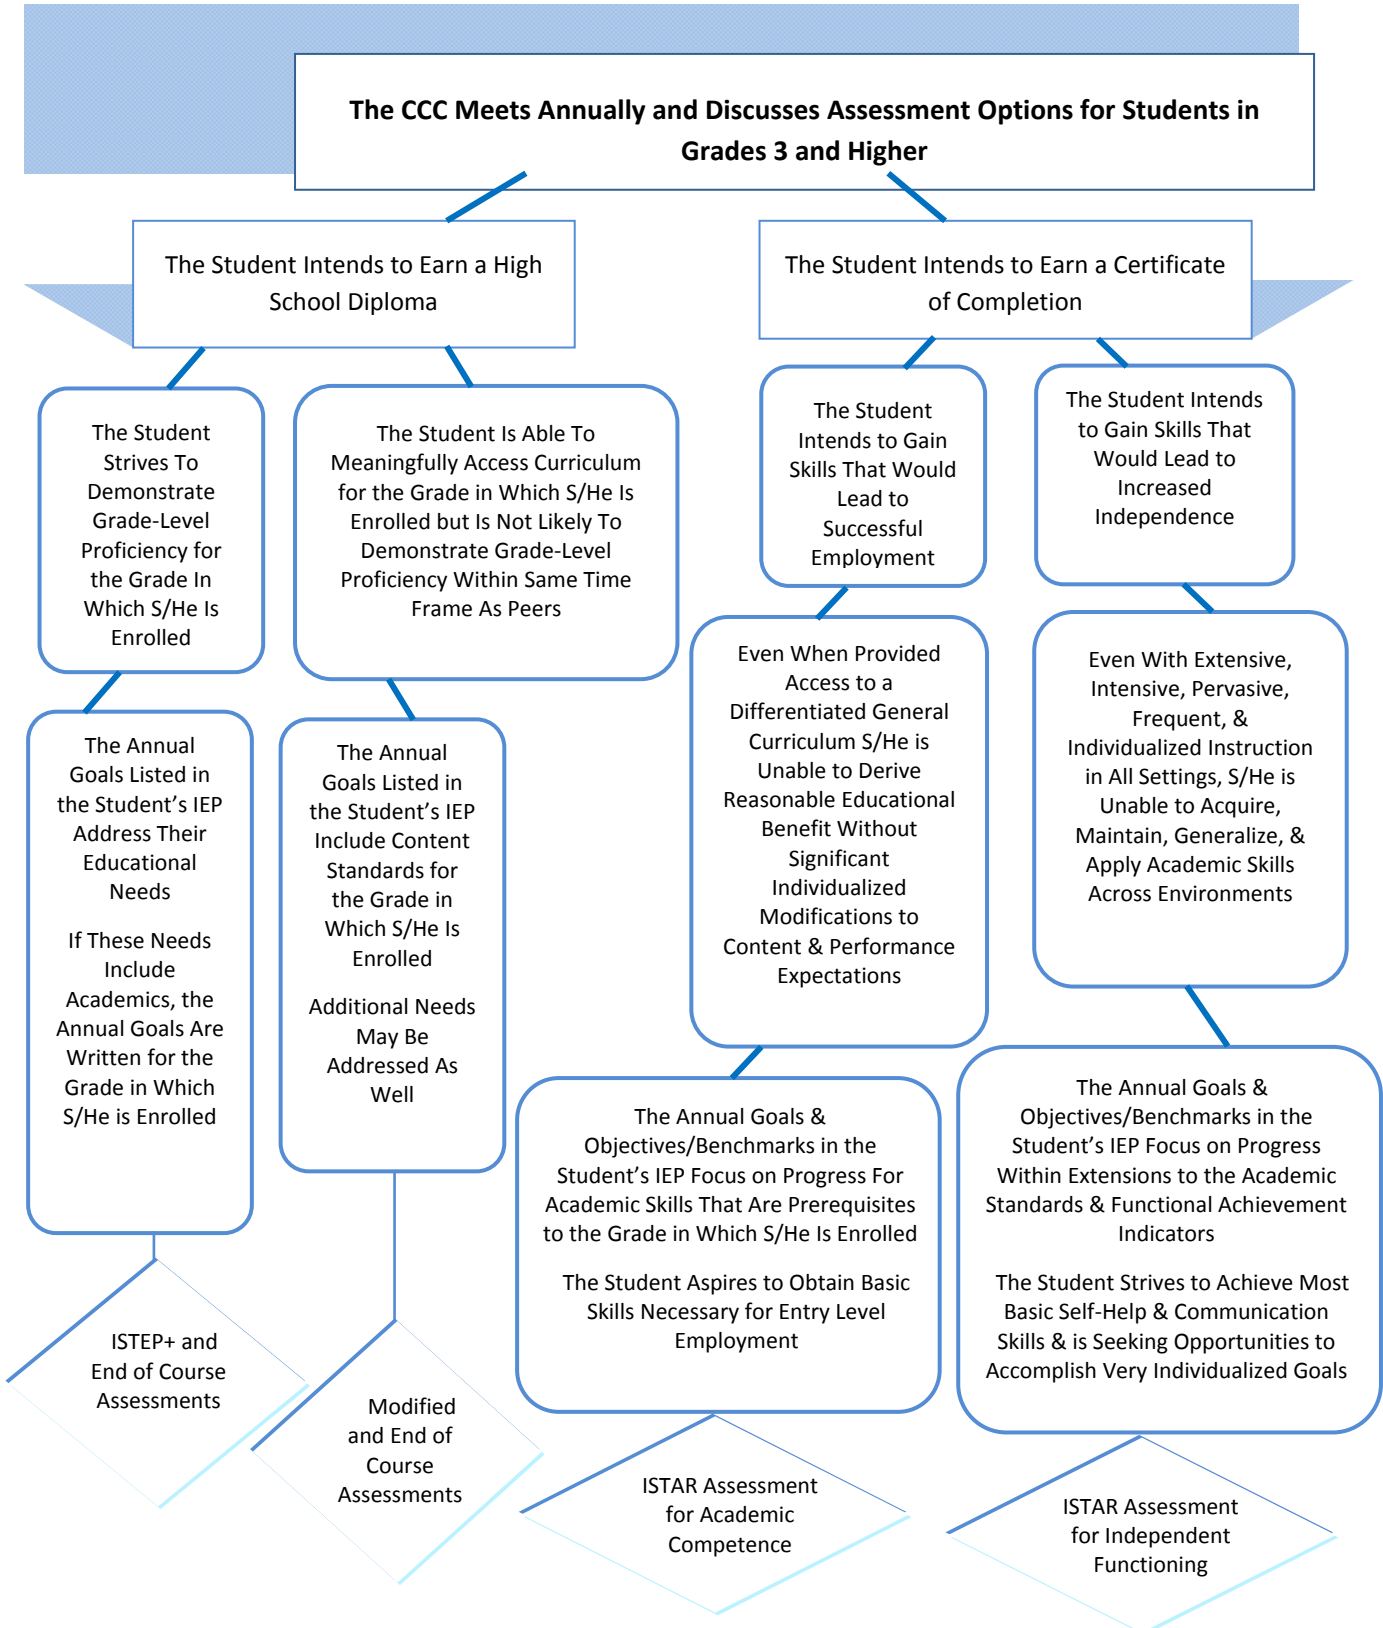 The CCC Meets Annually and Discusses Assessment Options for Students in
Grades 3 and Higher
The Student Intends to Earn a High
School Diploma
The Student Intends to Earn a Certificate
of Completion
The Student
Strives To
Demonstrate
Grade-Level
Proficiency for
the Grade In
Which S/He Is
Enrolled
The Student Is Able To
Meaningfully Access Curriculum
for the Grade in Which S/He Is
Enrolled but Is Not Likely To
Demonstrate Grade-Level
Proficiency Within Same Time
Frame As Peers
The Student
Intends to Gain
Skills That Would
Lead to
Successful
Employment
The Student Intends
to Gain Skills That
Would Lead to
Increased
Independence
The Annual
Goals Listed in
the Student’s IEP
Address Their
Educational
Needs
If These Needs
Include
Academics, the
Annual Goals Are
Written for the
Grade in Which
S/He is Enrolled
The Annual
Goals Listed in
the Student’s IEP
Include Content
Standards for
the Grade in
Which S/He Is
Enrolled
Additional Needs
May Be
Addressed As
Well
Even When Provided
Access to a
Differentiated General
Curriculum S/He is
Unable to Derive
Reasonable Educational
Benefit Without
Significant
Individualized
Modifications to
Content & Performance
Expectations
Even With Extensive,
Intensive, Pervasive,
Frequent, &
Individualized Instruction
in All Settings, S/He is
Unable to Acquire,
Maintain, Generalize, &
Apply Academic Skills
Across Environments
The Annual Goals &
Objectives/Benchmarks in the
Student’s IEP Focus on Progress For
Academic Skills That Are Prerequisites
to the Grade in Which S/He Is Enrolled
The Student Aspires to Obtain Basic
Skills Necessary for Entry Level
Employment
The Annual Goals &
Objectives/Benchmarks in the
Student’s IEP Focus on Progress
Within Extensions to the Academic
Standards & Functional Achievement
Indicators
The Student Strives to Achieve Most
Basic Self-Help & Communication
Skills & is Seeking Opportunities to
Accomplish Very Individualized Goals
ISTEP+ and
End of Course
Assessments
Modified
and End of
Course
Assessments
ISTAR Assessment
for Academic
Competence
ISTAR Assessment
for Independent
Functioning